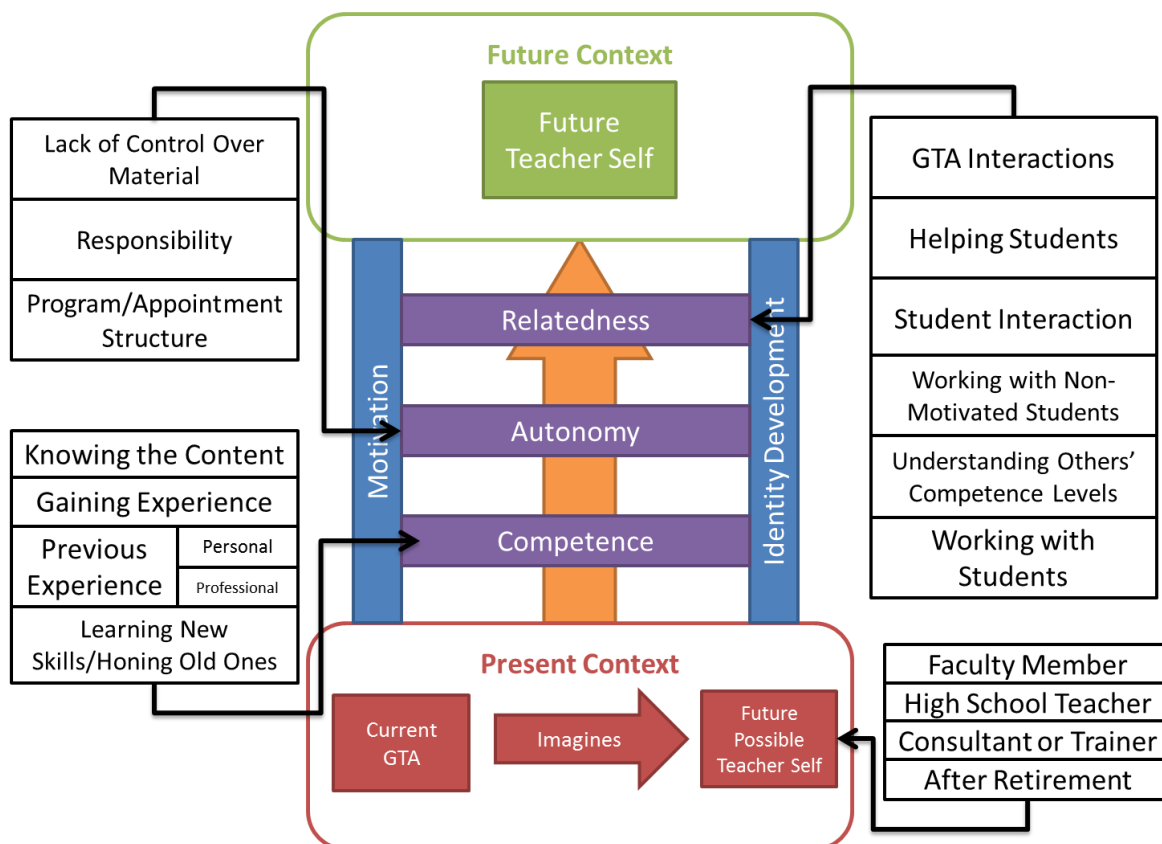 Future Context
Future
Teacher Self
Lack of Control Over
Material
Responsibility
Program/Appointment
Structure
GTA Interactions
Helping Students
Student Interaction
Working with Non-
Motivated Students
Understanding Others’
Competence Levels
Working with
Students
Motivation
Identity Development
Relatedness
Autonomy
Competence
Knowing the Content
Gaining Experience
Previous
Experience
Personal
Professional
Learning New
Skills/Honing Old Ones
Present Context
Current
GTA
Imagines
Future
Possible
Teacher Self
Faculty Member
High School Teacher
Consultant or Trainer
After Retirement